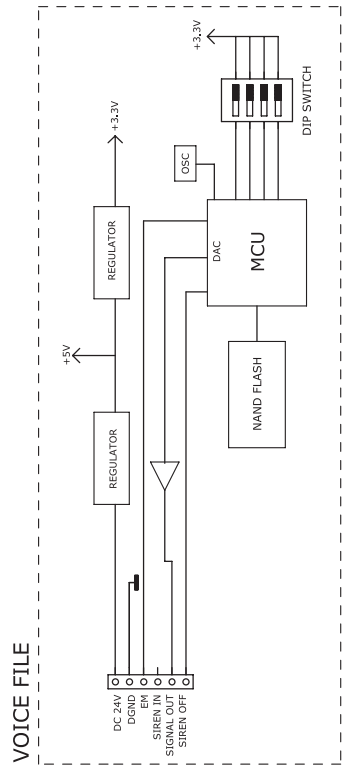 VOICE FILE
DC 24V
DGND
EM
SIREN IN
SIGNAL OUT
SIREN OFF
REGULATOR
+5V
REGULATOR
+3.3V
OSC
DAC
MCU
NAND FLASH
+3.3V
DIP SWITCH